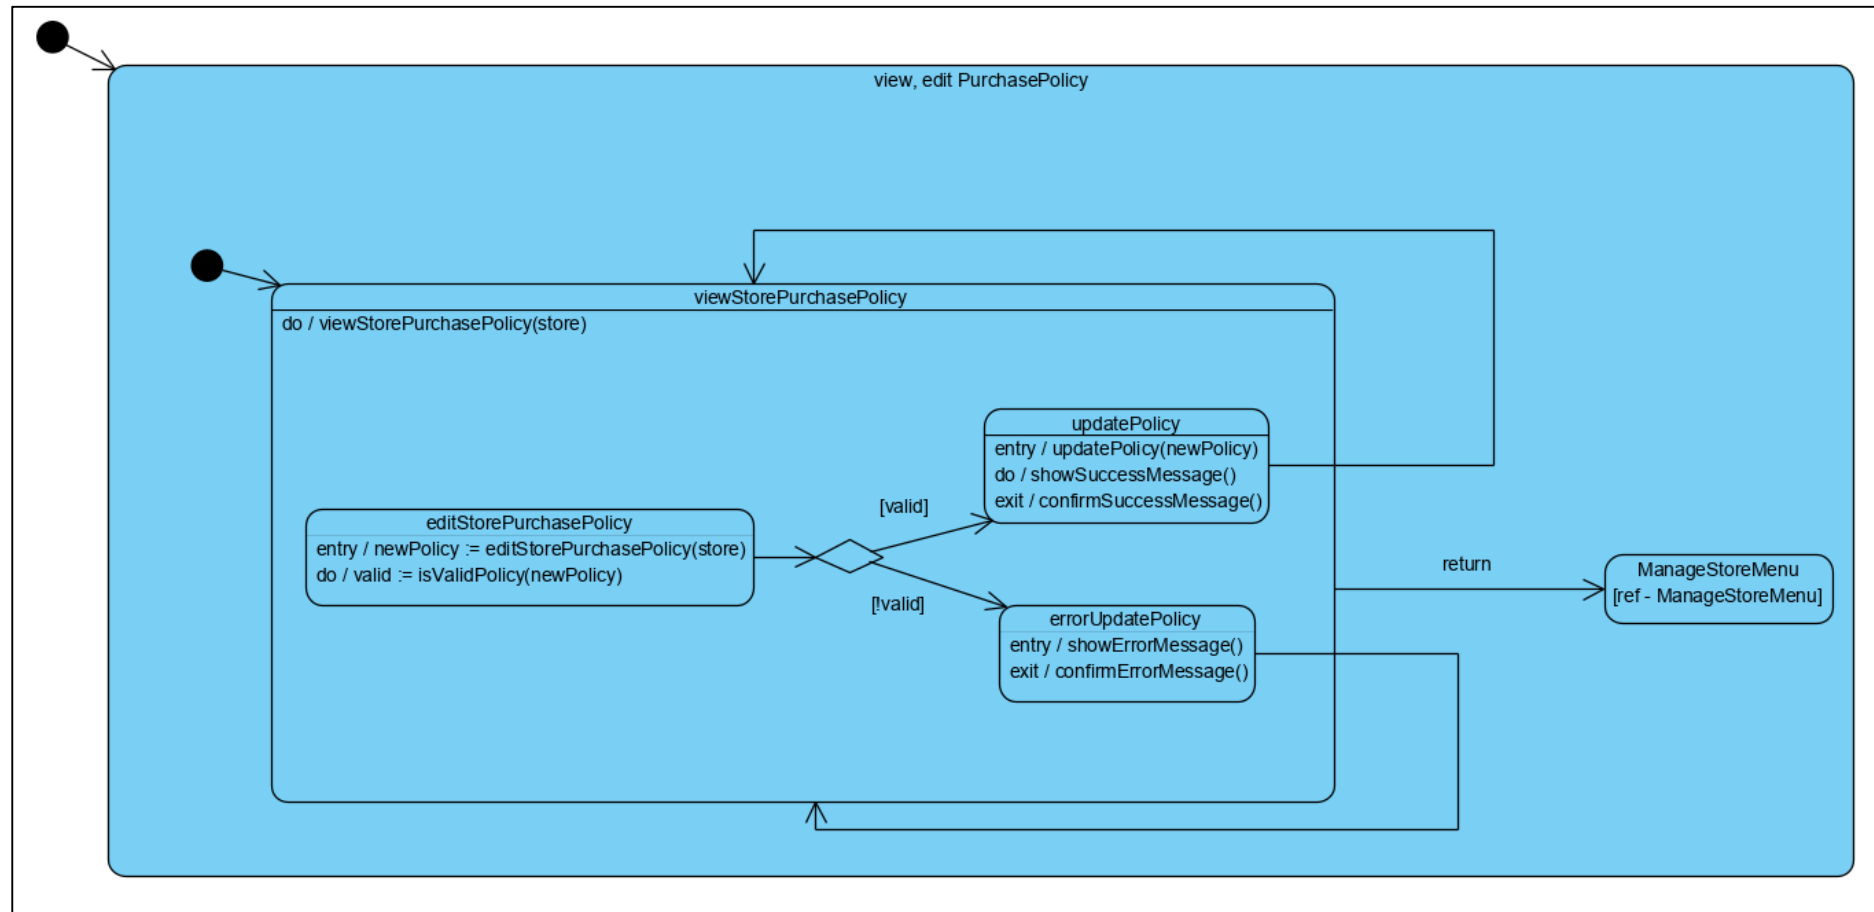 view, edit PurchasePolicy
viewStorePurchasePolicy
do / viewStorePurchasePolicy(store)
editStorePurchasePolicy
entry / newPolicy := editStorePurchasePolicy(store)
do / valid := isValidPolicy(newPolicy)
[valid]
[!valid]
updatePolicy
entry / updatePolicy(newPolicy)
do / showSuccessMessage()
exit / confirmSuccessMessage()
errorUpdatePolicy
entry / showErrorMessage()
exit / confirmErrorMessage()
return
ManageStoreMenu
[ref - ManageStoreMenu]